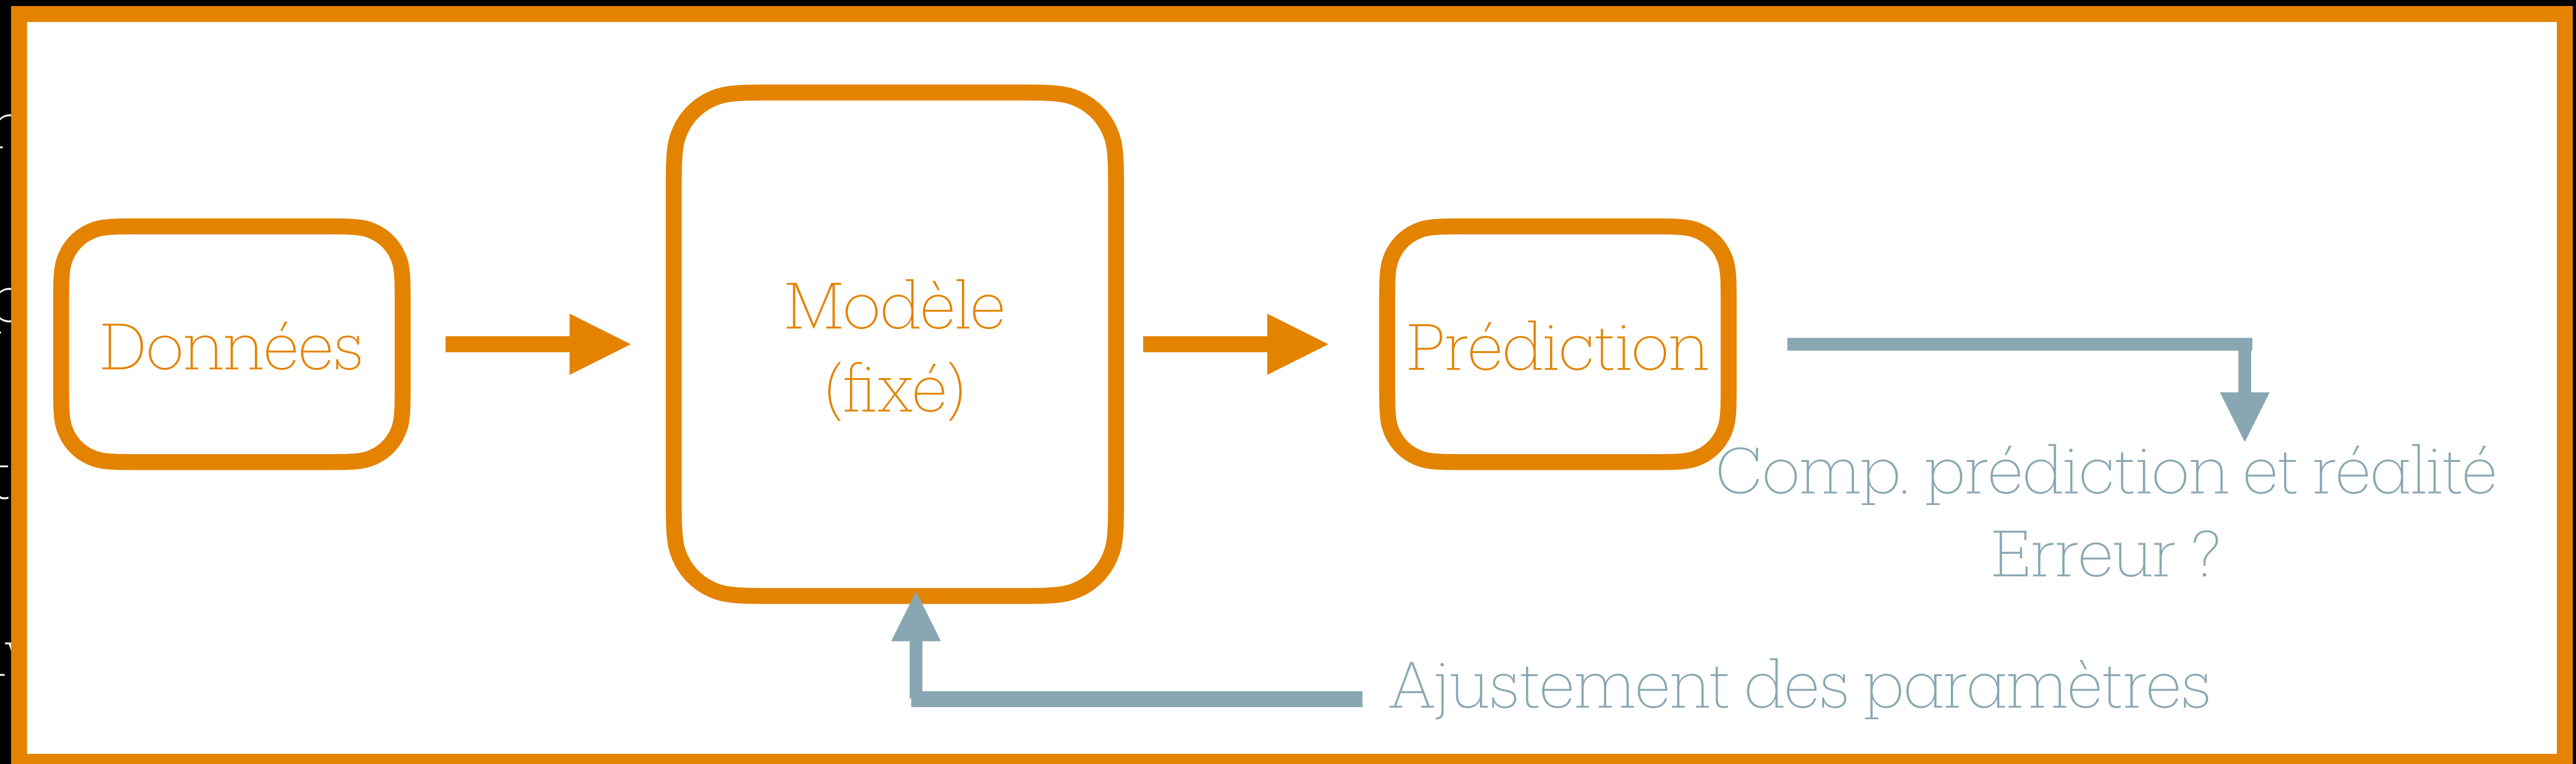 Données
Modèle
(fixé)
Prédiction
Comp. prédiction et réalité
Erreur ?
Ajustement des paramètres